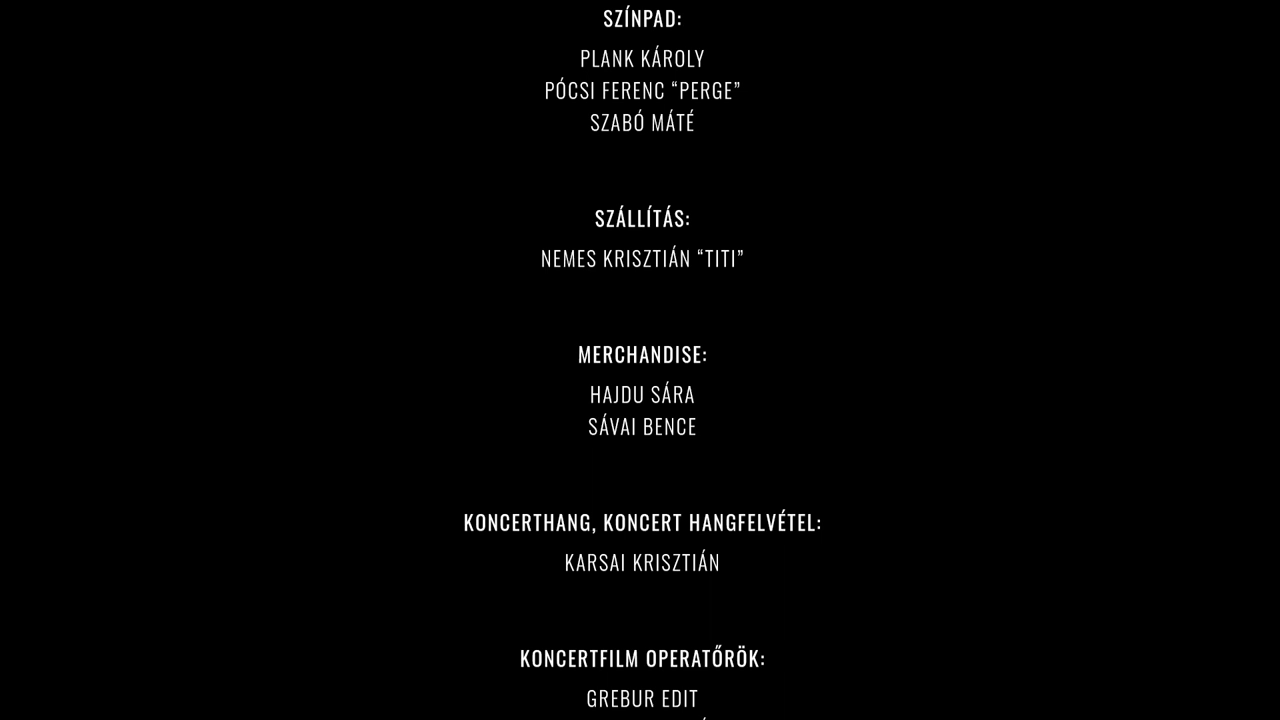 SZÍNPAD:
PLANK KÁROLY
PÓCSI FERENC “PERGE”
SZABÓ MÁTÉ
SZÁLLÍTÁS:
NEMES KRISZTIÁN “TITI”
MERCHANDISE:
HAJDU SÁRA
SÁVAI BENCE
KONCERTHANG, KONCERT HANGFELVÉTEL:
KARSAI KRISZTIÁN
KONCERTFILM OPERATŐRÖK:
GREBUR EDIT